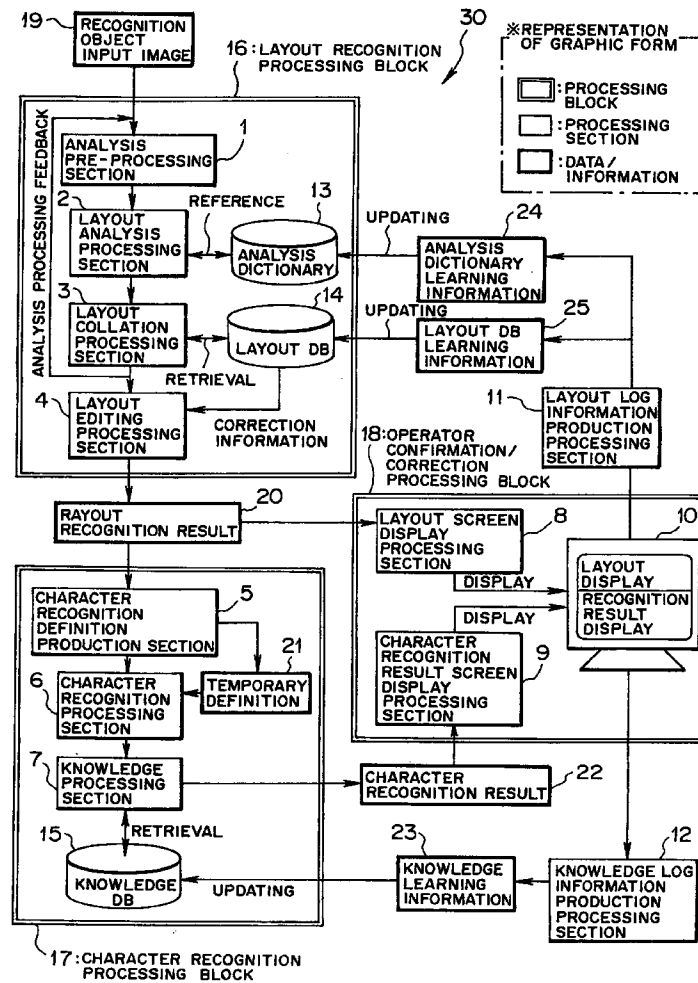 19
RECOGNITION
OBJECT
INPUT IMAGE
16:LAYOUT RECOGNITION
PROCESSING BLOCK
30
※REPRESENTATION
OF GRAPHIC FORM
:PROCESSING
BLOCK
:PROCESSING
SECTION
:DATA/
INFORMATION
ANALYSIS PROCESSING FEEDBACK
1
ANALYSIS
PRE-PROCESSING
SECTION
2
LAYOUT
ANALYSIS
PROCESSING
SECTION
REFERENCE
13
ANALYSIS
DICTIONARY
UPDATING
24
ANALYSIS
DICTIONARY
LEARNING
INFORMATION
3
LAYOUT
COLLATION
PROCESSING
SECTION
RETRIEVAL
14
LAYOUT DB
UPDATING
25
LAYOUT DB
LEARNING
INFORMATION
4
LAYOUT
EDITING
PROCESSING
SECTION
CORRECTION
INFORMATION
11
LAYOUT LOG
INFORMATION
PRODUCTION
PROCESSING
SECTION
18:OPERATOR
CONFIRMATION/
CORRECTION
PROCESSING BLOCK
20
RAYOUT
RECOGNITION RESULT
8
LAYOUT SCREEN
DISPLAY
PROCESSING
SECTION
DISPLAY
10
LAYOUT
DISPLAY
RECOGNITION
RESULT
DISPLAY
DISPLAY
9
CHARACTER
RECOGNITION
RESULT SCREEN
DISPLAY
PROCESSING
SECTION
5
CHARACTER
RECOGNITION
DEFINITION
PRODUCTION SECTION
21
TEMPORARY
DEFINITION
6
CHARACTER
RECOGNITION
PROCESSING
SECTION
7
KNOWLEDGE
PROCESSING
SECTION
22
CHARACTER
RECOGNITION RESULT
RETRIEVAL
15
KNOWLEDGE
DB
UPDATING
23
KNOWLEDGE
LEARNING
INFORMATION
12
KNOWLEDGE LOG
INFORMATION
PRODUCTION
PROCESSING
SECTION
17:CHARACTER RECOGNITION
PROCESSING BLOCK